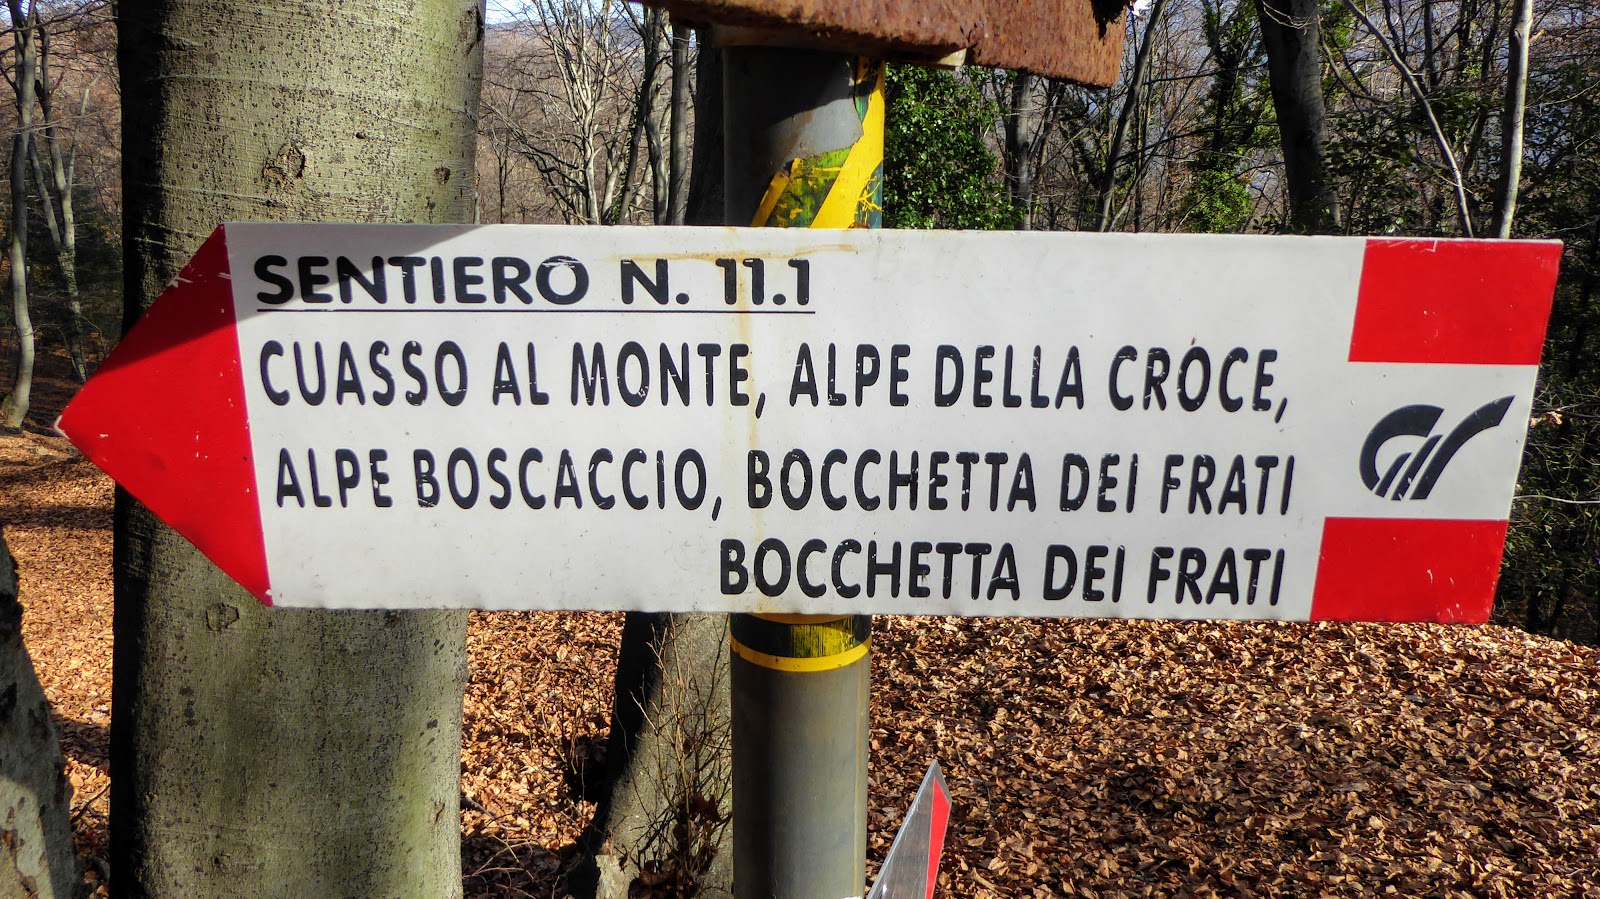 SENTIERO N. 11.1
CUASSO AL MONTE, ALPE DELLA CROCE,
ALPE BOSCACCIO, BOCCHETTA DEI FRATI
BOCCHETTA DEI FRATI